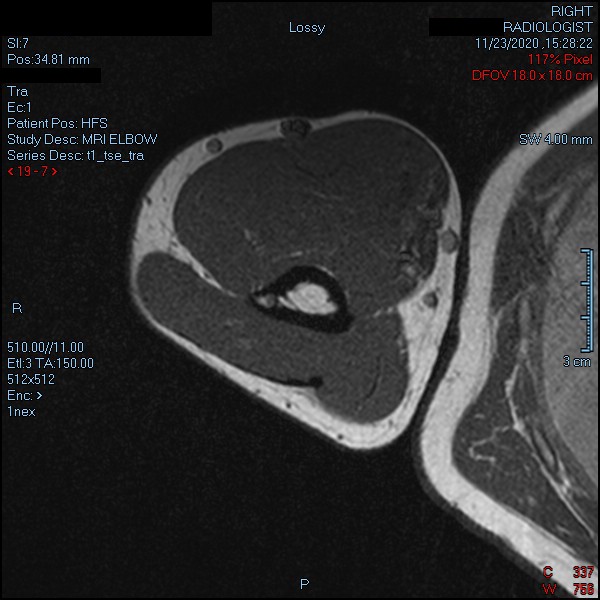 Lossy
SI:7
Pos:34.81 mm
Tra
Ec:1
Patient Pos: HFS
Study Desc: MRI ELBOW
Series Desc: t1_tse_tra
< 19 - 7 >
RIGHT
RADIOLOGIST
11/23/2020 ,15:28:22
117% Pixel
DFOV 18.0 x 18.0 cm
SW 4.00 mm
R
3 cm
510.00//11.00
Etl:3 TA:150.00
512x512
Enc: >
1nex
P
C 337
W 756